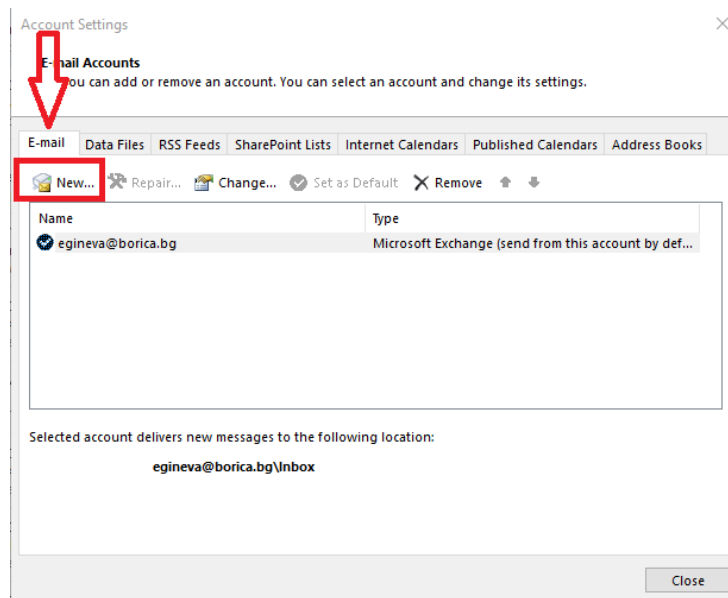 Account Settings
E-mail Accounts
You can add or remove an account. You can select an account and change its settings.
E-mail Data Files RSS Feeds SharePoint Lists Internet Calendars Published Calendars Address Books
New... Repair... Change... Set as Default Remove
Name Type
egineva@borica.bg Microsoft Exchange (send from this account by def...
Selected account delivers new messages to the following location:
egineva@borica.bg\Inbox
Close